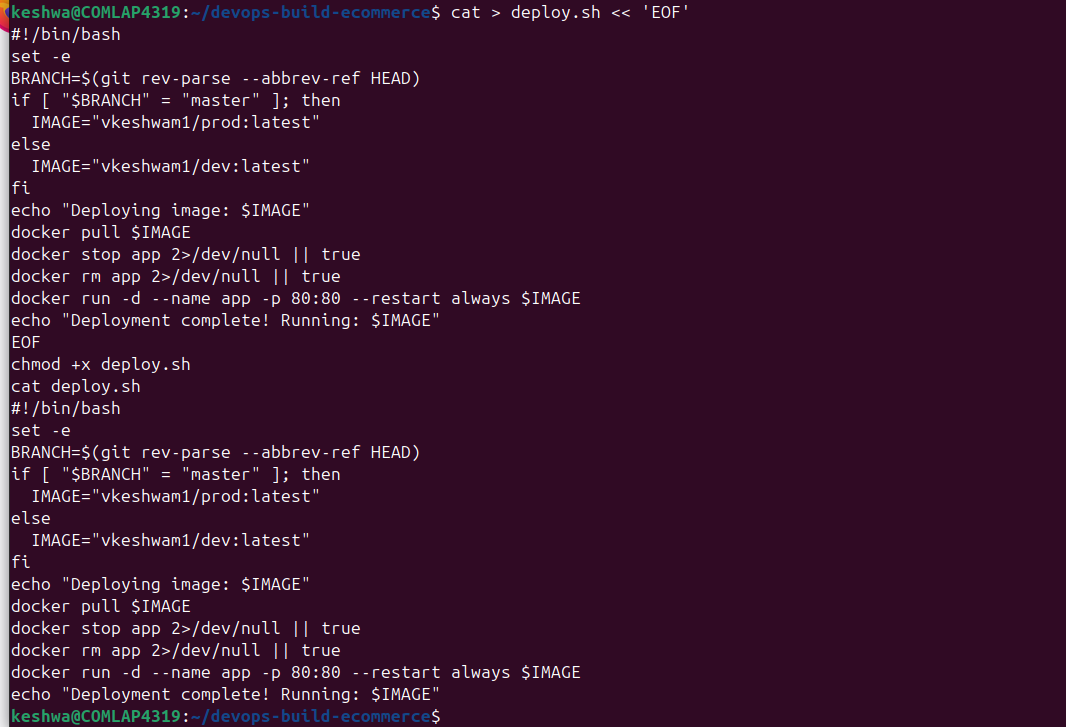 keshwa@COMLAP4319:~/devops-build-ecommerce$ cat > deploy.sh << 'EOF'
#!/bin/bash
set -e
BRANCH=$(git rev-parse --abbrev-ref HEAD)
if [ "$BRANCH" = "master" ]; then
  IMAGE="vkeshwam1/prod:latest"
else
  IMAGE="vkeshwam1/dev:latest"
fi
echo "Deploying image: $IMAGE"
docker pull $IMAGE
docker stop app 2>/dev/null || true
docker rm app 2>/dev/null || true
docker run -d --name app -p 80:80 --restart always $IMAGE
echo "Deployment complete! Running: $IMAGE"
EOF
chmod +x deploy.sh
cat deploy.sh
#!/bin/bash
set -e
BRANCH=$(git rev-parse --abbrev-ref HEAD)
if [ "$BRANCH" = "master" ]; then
  IMAGE="vkeshwam1/prod:latest"
else
  IMAGE="vkeshwam1/dev:latest"
fi
echo "Deploying image: $IMAGE"
docker pull $IMAGE
docker stop app 2>/dev/null || true
docker rm app 2>/dev/null || true
docker run -d --name app -p 80:80 --restart always $IMAGE
echo "Deployment complete! Running: $IMAGE"
keshwa@COMLAP4319:~/devops-build-ecommerce$